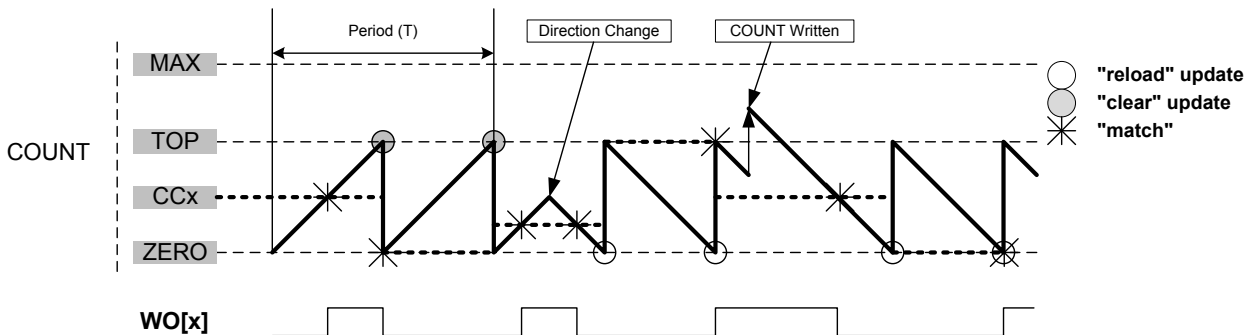 Period (T)
Direction Change
COUNT Written
MAX
"reload" update
"clear" update
TOP
"match"
COUNT
CCx
ZERO
WO[x]